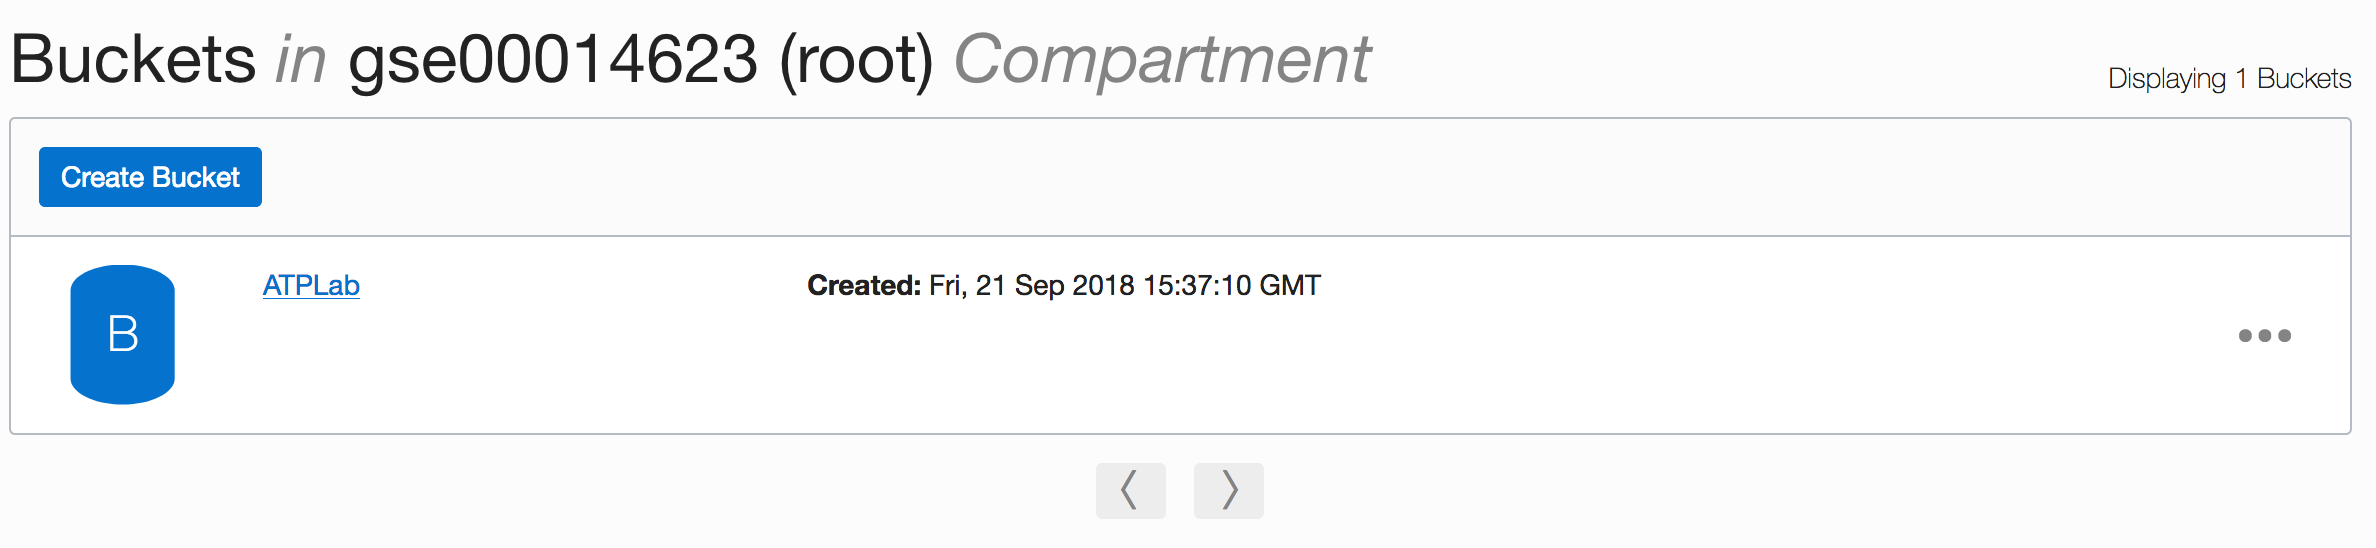 Buckets in gse00014623 (root) Compartment
Displaying 1 Buckets
Create Bucket
B
ATPLab
Created: Fri, 21 Sep 2018 15:37:10 GMT